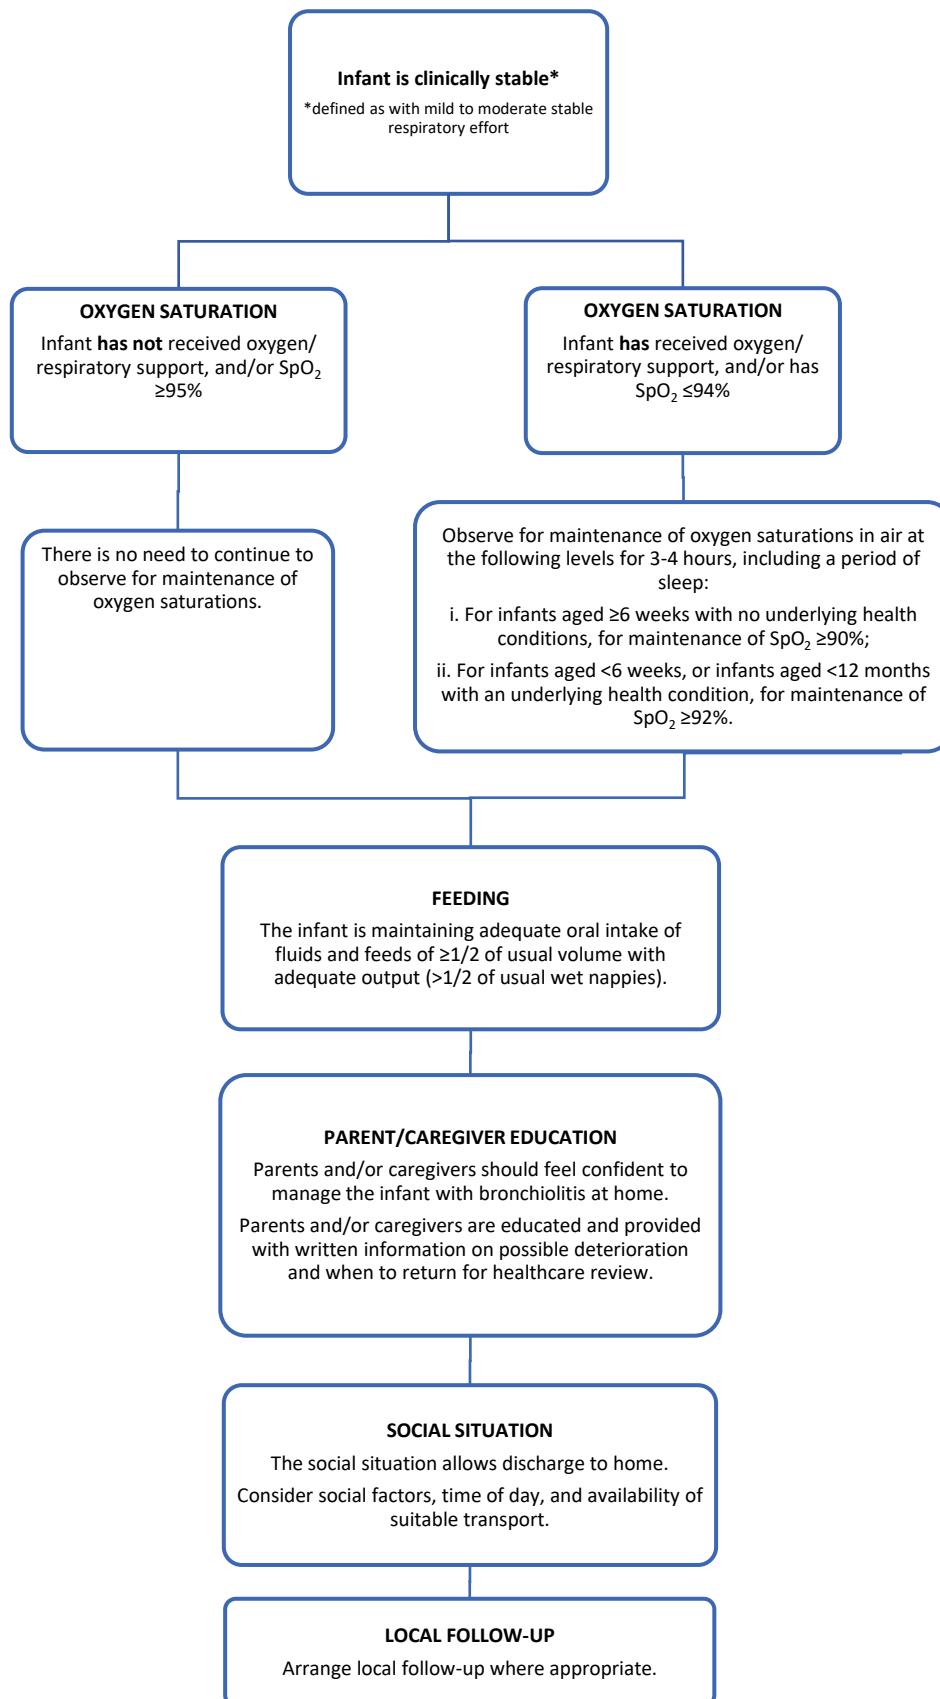 Infant is clinically stable*
*defined as with mild to moderate stable
respiratory effort
OXYGEN SATURATION
Infant has not received oxygen/
respiratory support, and/or SpO₂
≥95%
OXYGEN SATURATION
Infant has received oxygen/
respiratory support, and/or has
SpO₂ ≤94%
There is no need to continue to
observe for maintenance of
oxygen saturations.
Observe for maintenance of oxygen saturations in air at
the following levels for 3-4 hours, including a period of
sleep:
i. For infants aged ≥6 weeks with no underlying health
conditions, for maintenance of SpO₂ ≥90%;
ii. For infants aged <6 weeks, or infants aged <12 months
with an underlying health condition, for maintenance of
SpO₂ ≥92%.
FEEDING
The infant is maintaining adequate oral intake of
fluids and feeds of ≥1/2 of usual volume with
adequate output (>1/2 of usual wet nappies).
PARENT/CAREGIVER EDUCATION
Parents and/or caregivers should feel confident to
manage the infant with bronchiolitis at home.
Parents and/or caregivers are educated and provided
with written information on possible deterioration
and when to return for healthcare review.
SOCIAL SITUATION
The social situation allows discharge to home.
Consider social factors, time of day, and availability of
suitable transport.
LOCAL FOLLOW-UP
Arrange local follow-up where appropriate.